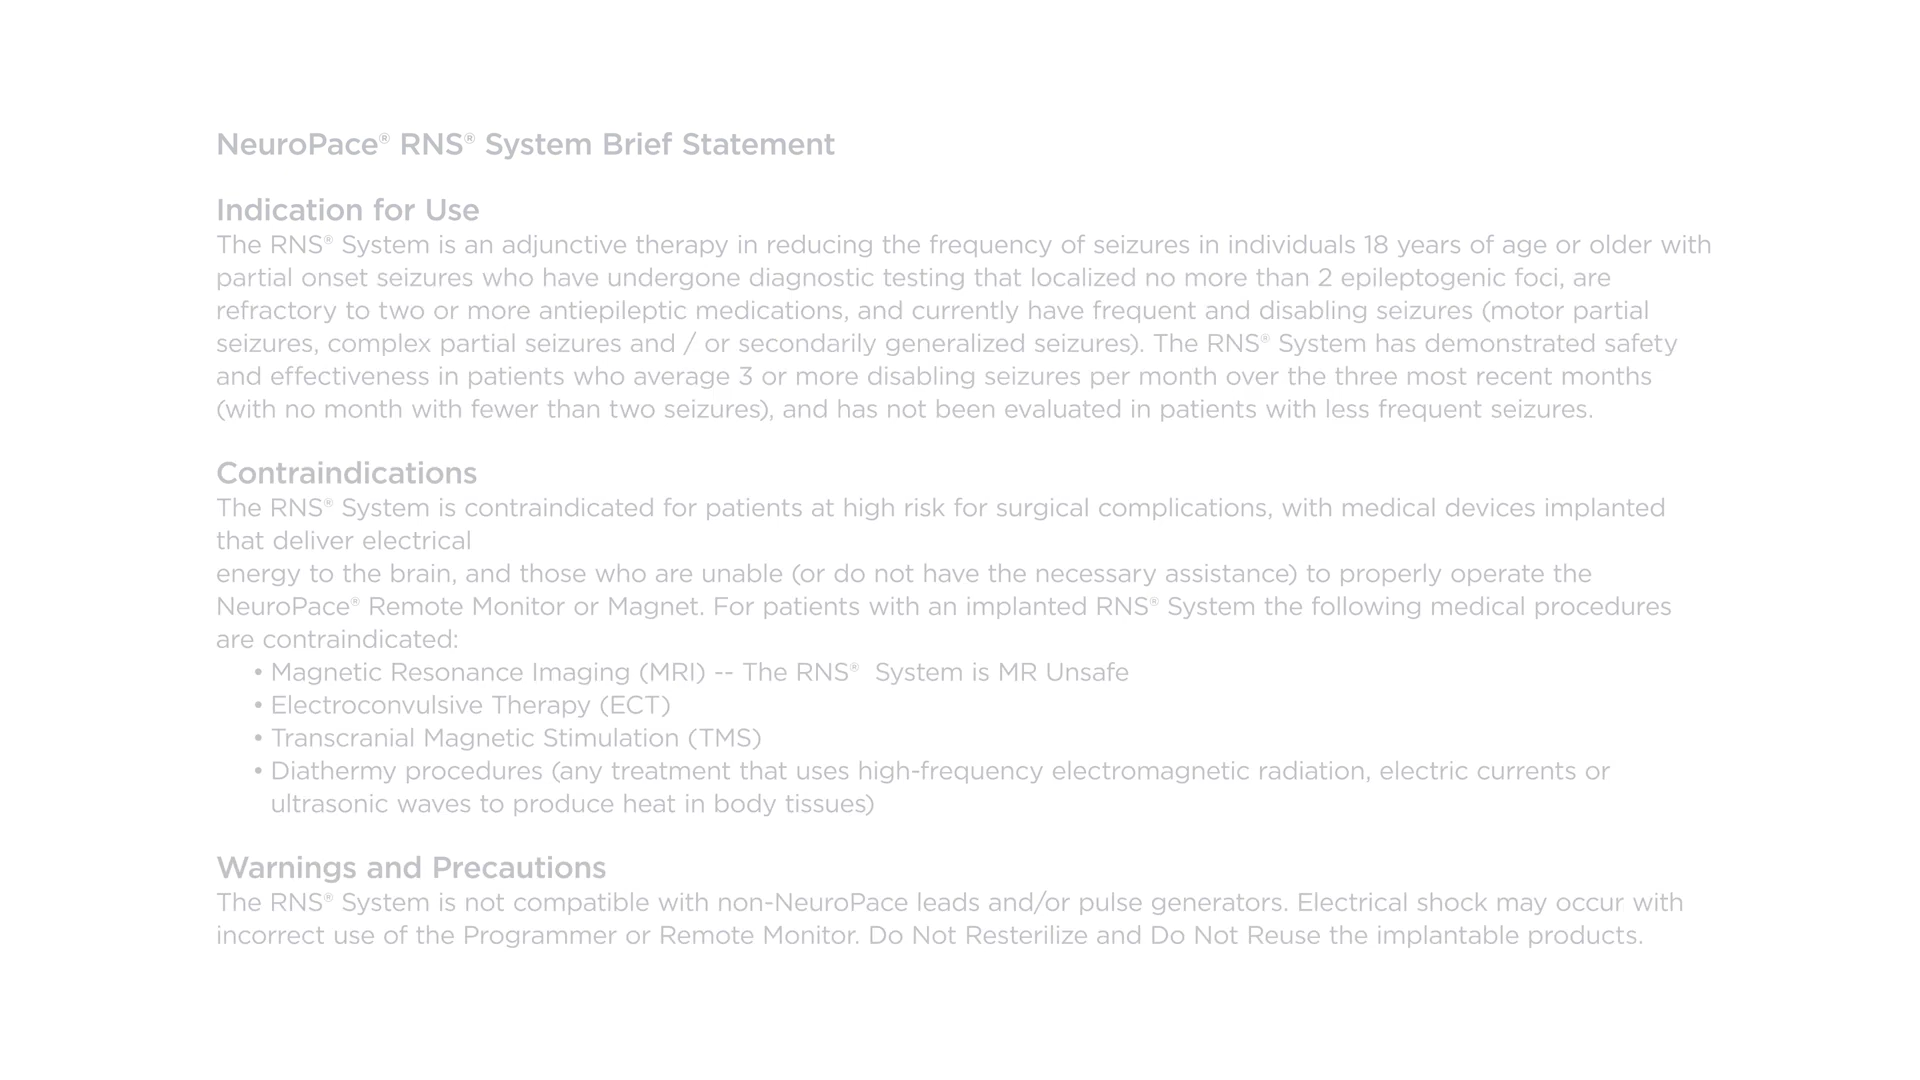 NeuroPace® RNS® System Brief Statement
Indication for Use
The RNS® System is an adjunctive therapy in reducing the frequency of seizures in individuals 18 years of age or older with
partial onset seizures who have undergone diagnostic testing that localized no more than 2 epileptogenic foci, are
refractory to two or more antiepileptic medications, and currently have frequent and disabling seizures (motor partial
seizures, complex partial seizures and / or secondarily generalized seizures). The RNS® System has demonstrated safety
and effectiveness in patients who average 3 or more disabling seizures per month over the three most recent months
(with no month with fewer than two seizures), and has not been evaluated in patients with less frequent seizures.
Contraindications
The RNS® System is contraindicated for patients at high risk for surgical complications, with medical devices implanted
that deliver electrical
energy to the brain, and those who are unable (or do not have the necessary assistance) to properly operate the
NeuroPace® Remote Monitor or Magnet. For patients with an implanted RNS® System the following medical procedures
are contraindicated:
• Magnetic Resonance Imaging (MRI) -- The RNS® System is MR Unsafe
• Electroconvulsive Therapy (ECT)
• Transcranial Magnetic Stimulation (TMS)
• Diathermy procedures (any treatment that uses high-frequency electromagnetic radiation, electric currents or
ultrasonic waves to produce heat in body tissues)
Warnings and Precautions
The RNS® System is not compatible with non-NeuroPace leads and/or pulse generators. Electrical shock may occur with
incorrect use of the Programmer or Remote Monitor. Do Not Resterilize and Do Not Reuse the implantable products.